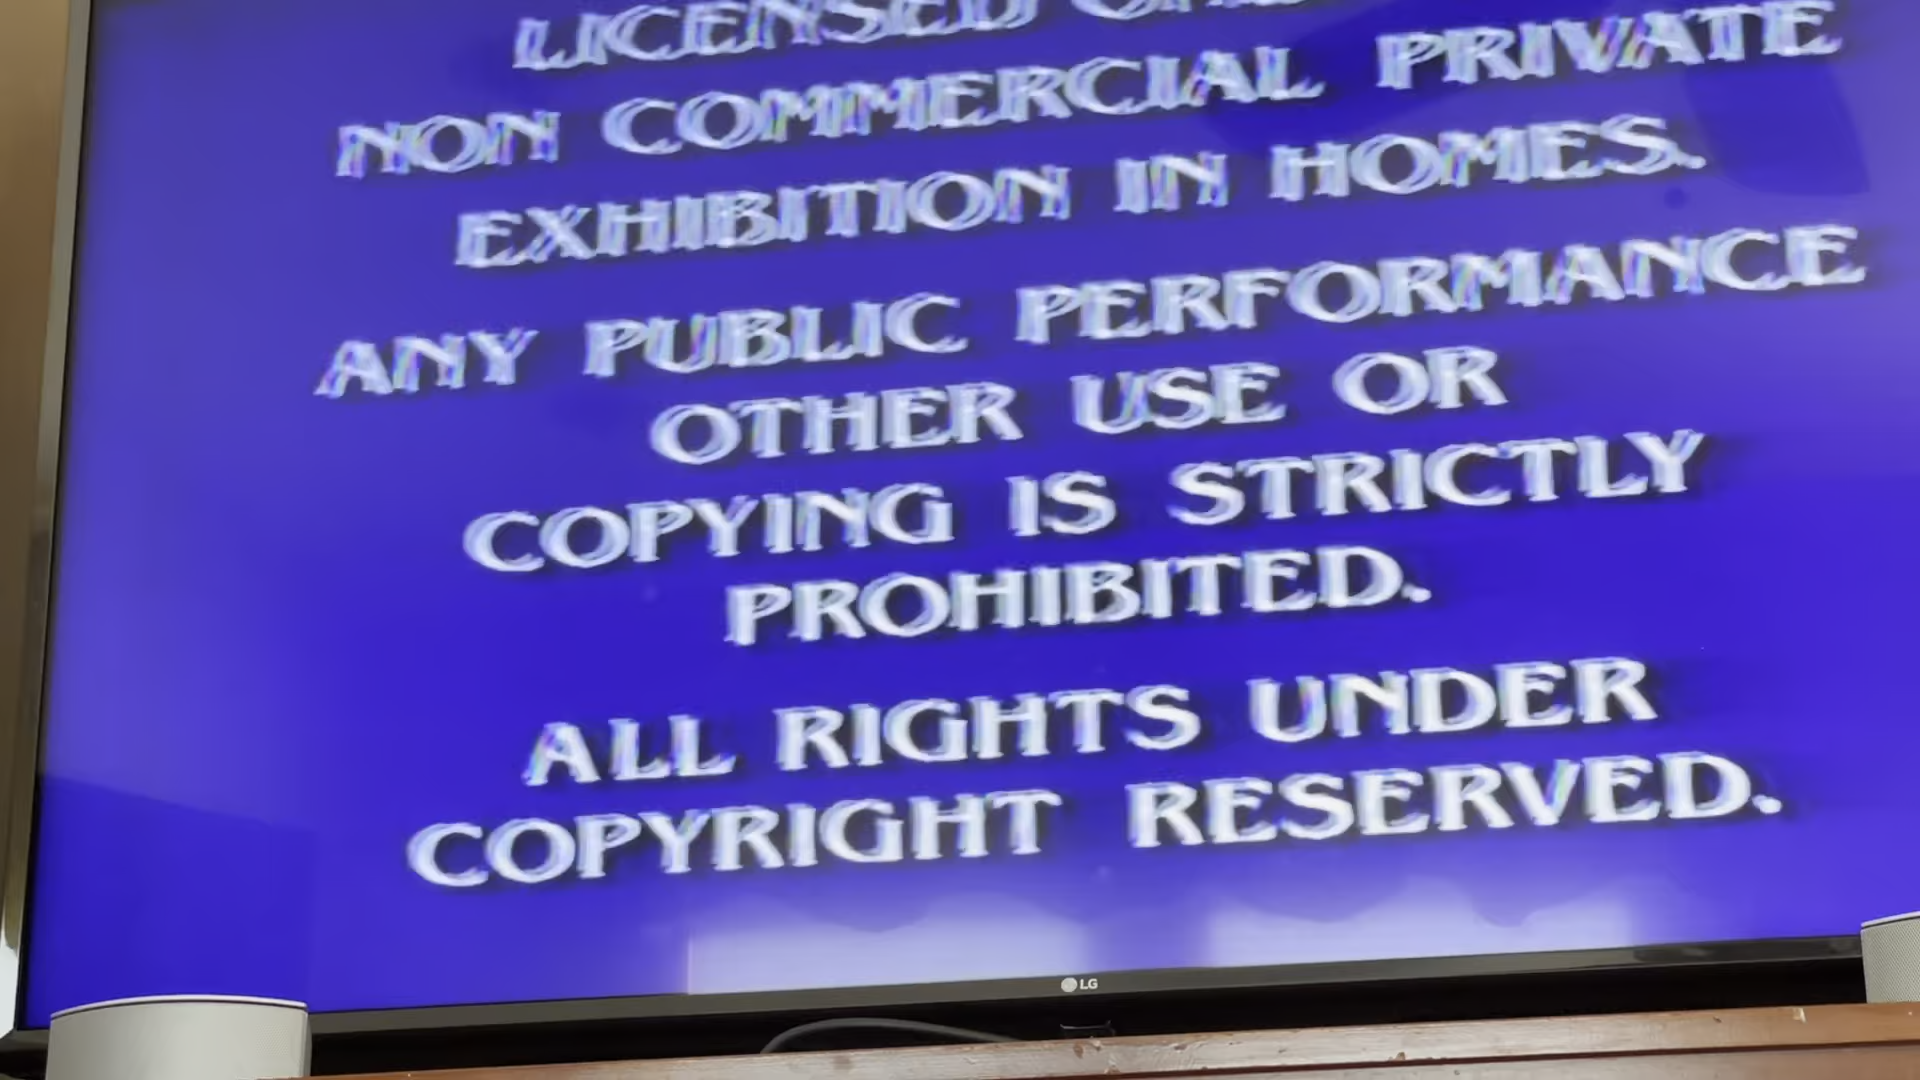 LICENSED
NON COMMERCIAL PRIVATE
EXHIBITION IN HOMES.
ANY PUBLIC PERFORMANCE
OTHER USE OR
COPYING IS STRICTLY
PROHIBITED.
ALL RIGHTS UNDER
COPYRIGHT RESERVED.
LG